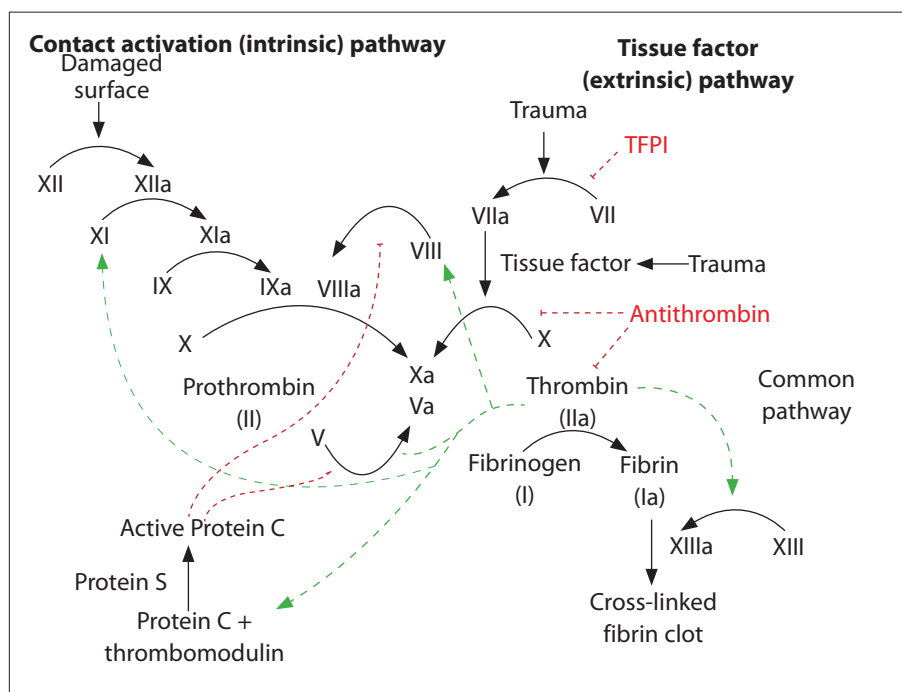 Contact activation (intrinsic) pathway
Damaged
surface
XII
XIIa
XI
XIa
IX
IXa
VIIIa
VIII
X
Tissue factor
(extrinsic) pathway
Trauma
TFPI
VIIa
VII
Tissue factor
Trauma
X
Antithrombin
Xa
Va
Prothrombin
(II)
V
Thrombin
(IIa)
Common
pathway
Fibrinogen
(I)
Fibrin
(Ia)
XIIIa
XIII
Cross-linked
fibrin clot
Active Protein C
Protein S
Protein C +
thrombomodulin